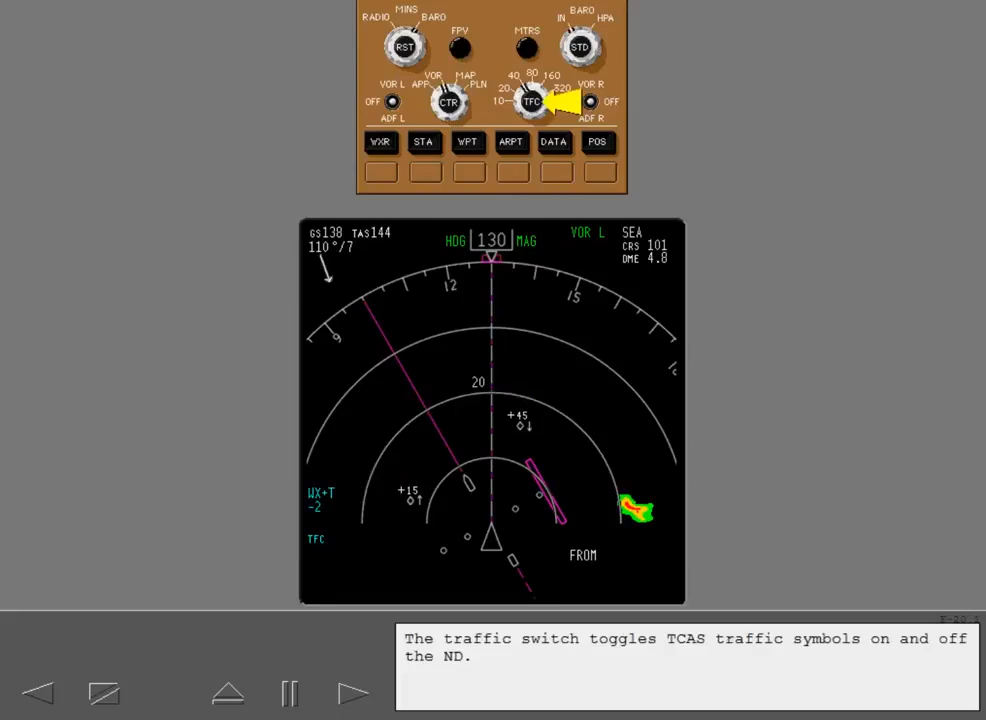 MINS
RADIO
BARO
RST
FPV
MTRS
BARO
IN
HPA
STD
VOR L
OFF
ADF L
APP
VOR
MAP
PLN
CTR
10
20
40
80
160
320
TFC
VOR R
OFF
ADF R
WXR
STA
WPT
ARPT
DATA
POS
GS138 TAS144
110°/7
HDG 130 MAG
VOR L
SEA
CRS 101
DME 4.8
9
12
15
20
+45
+15
WX+T
-2
TFC
FROM
The traffic switch toggles TCAS traffic symbols on and off
the ND.